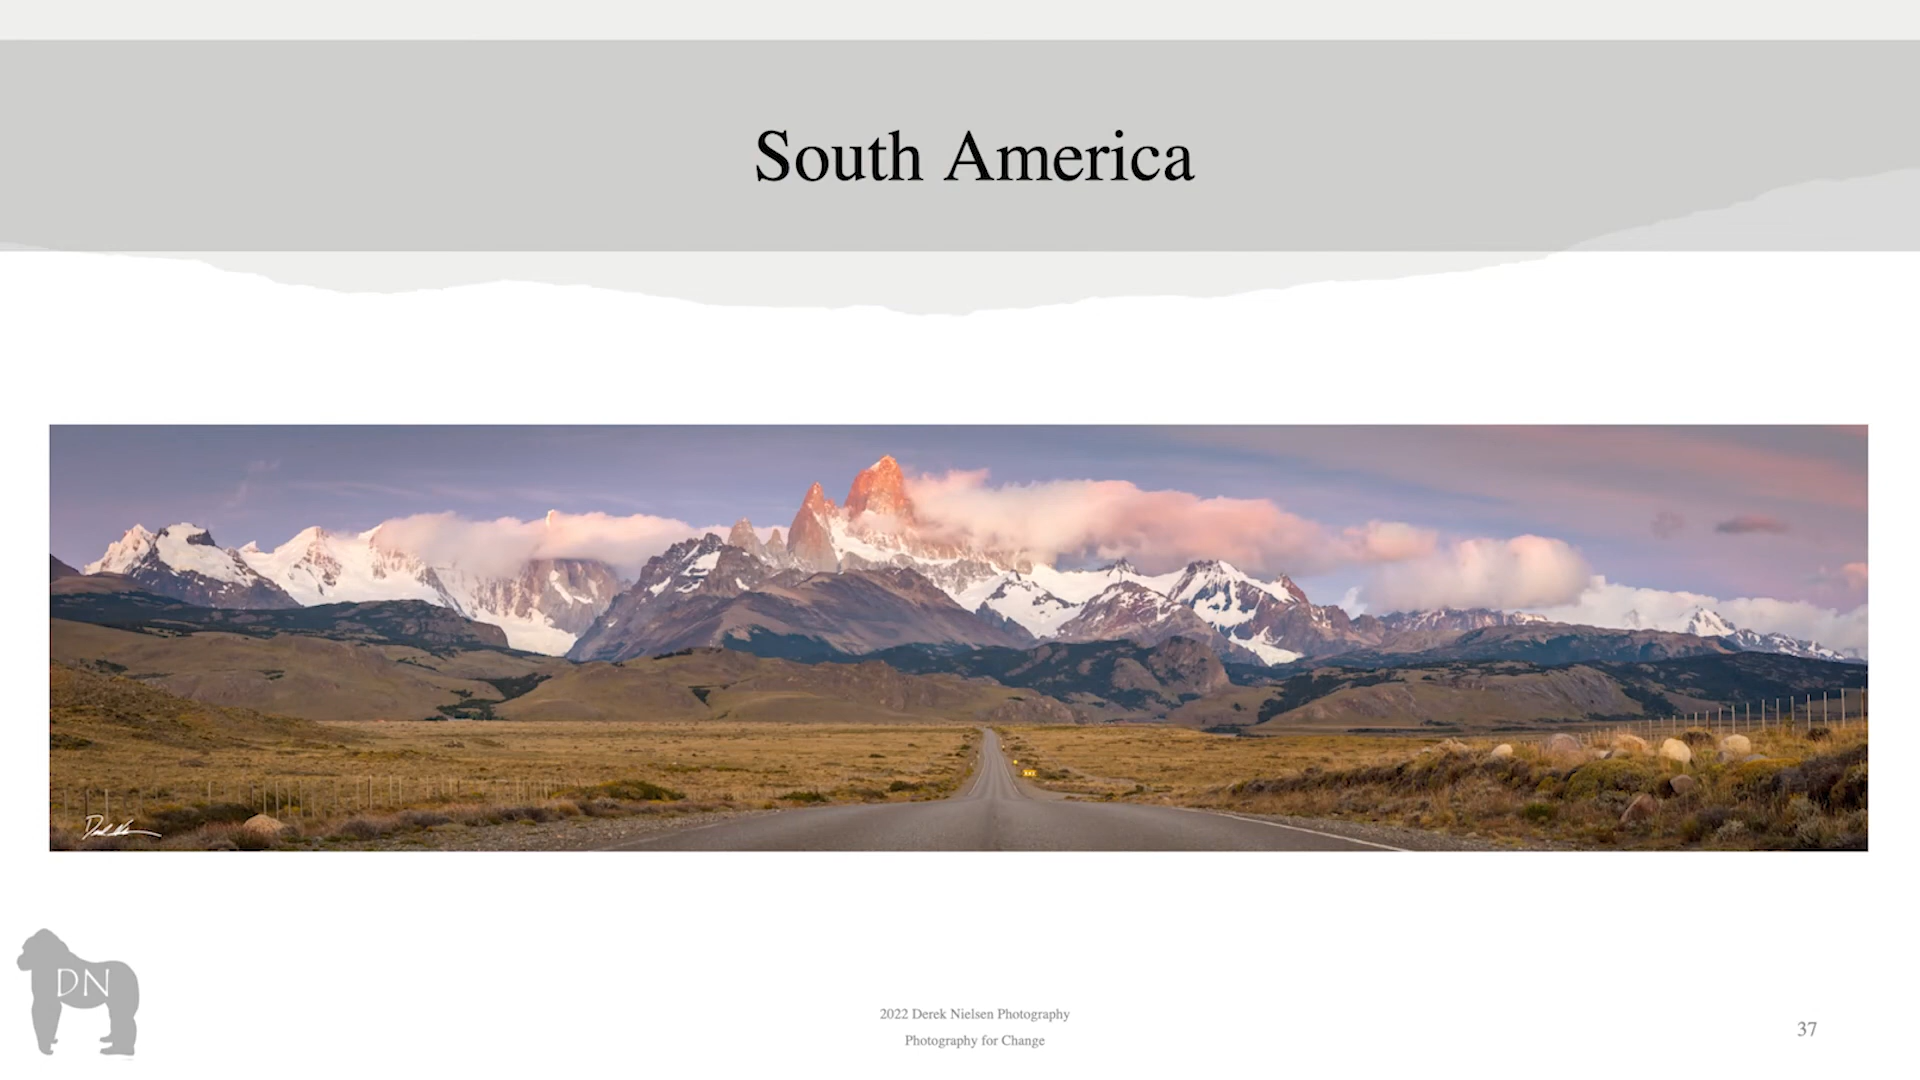 South America
DN
2022 Derek Nielsen Photography
Photography for Change
37